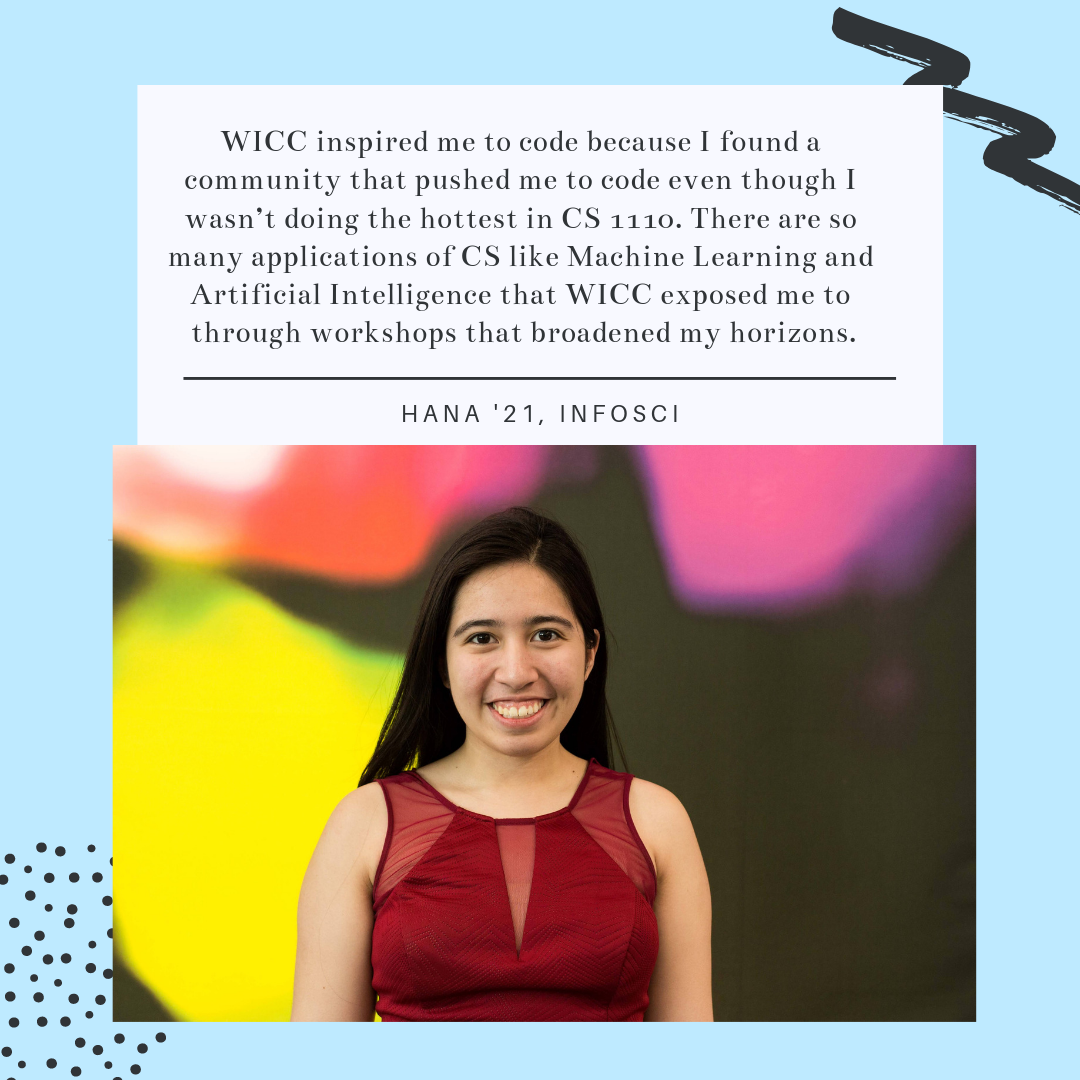 WICC inspired me to code because I found a
community that pushed me to code even though I
wasn’t doing the hottest in CS 1110. There are so
many applications of CS like Machine Learning and
Artificial Intelligence that WICC exposed me to
through workshops that broadened my horizons.
HANA '21, INFOSCI